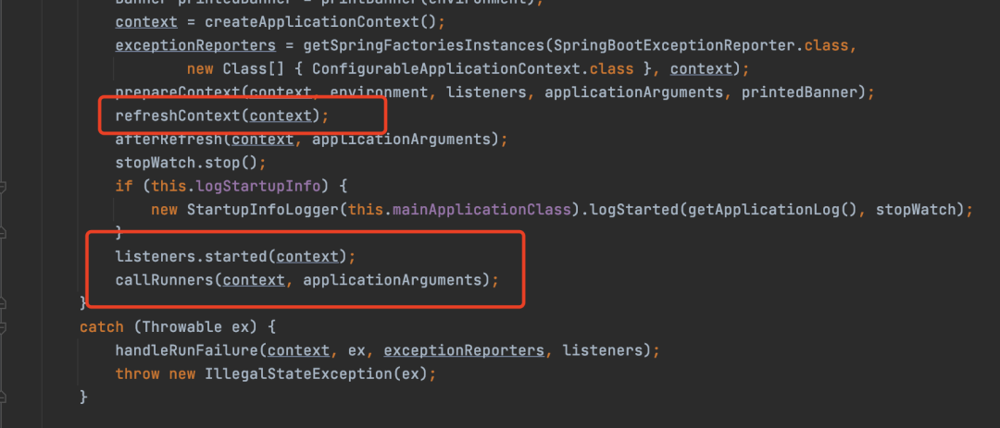 Banner printedBanner = printBanner(environment);
context = createApplicationContext();
exceptionReporters = getSpringFactoriesInstances(SpringBootExceptionReporter.class,
new Class[] { ConfigurableApplicationContext.class }, context);
prepareContext(context, environment, listeners, applicationArguments, printedBanner);
refreshContext(context);
afterRefresh(context, applicationArguments);
stopWatch.stop();
if (this.logStartupInfo) {
new StartupInfoLogger(this.mainApplicationClass).logStarted(getApplicationLog(), stopWatch);
}
listeners.started(context);
callRunners(context, applicationArguments);
}
catch (Throwable ex) {
handleRunFailure(context, ex, exceptionReporters, listeners);
throw new IllegalStateException(ex);
}